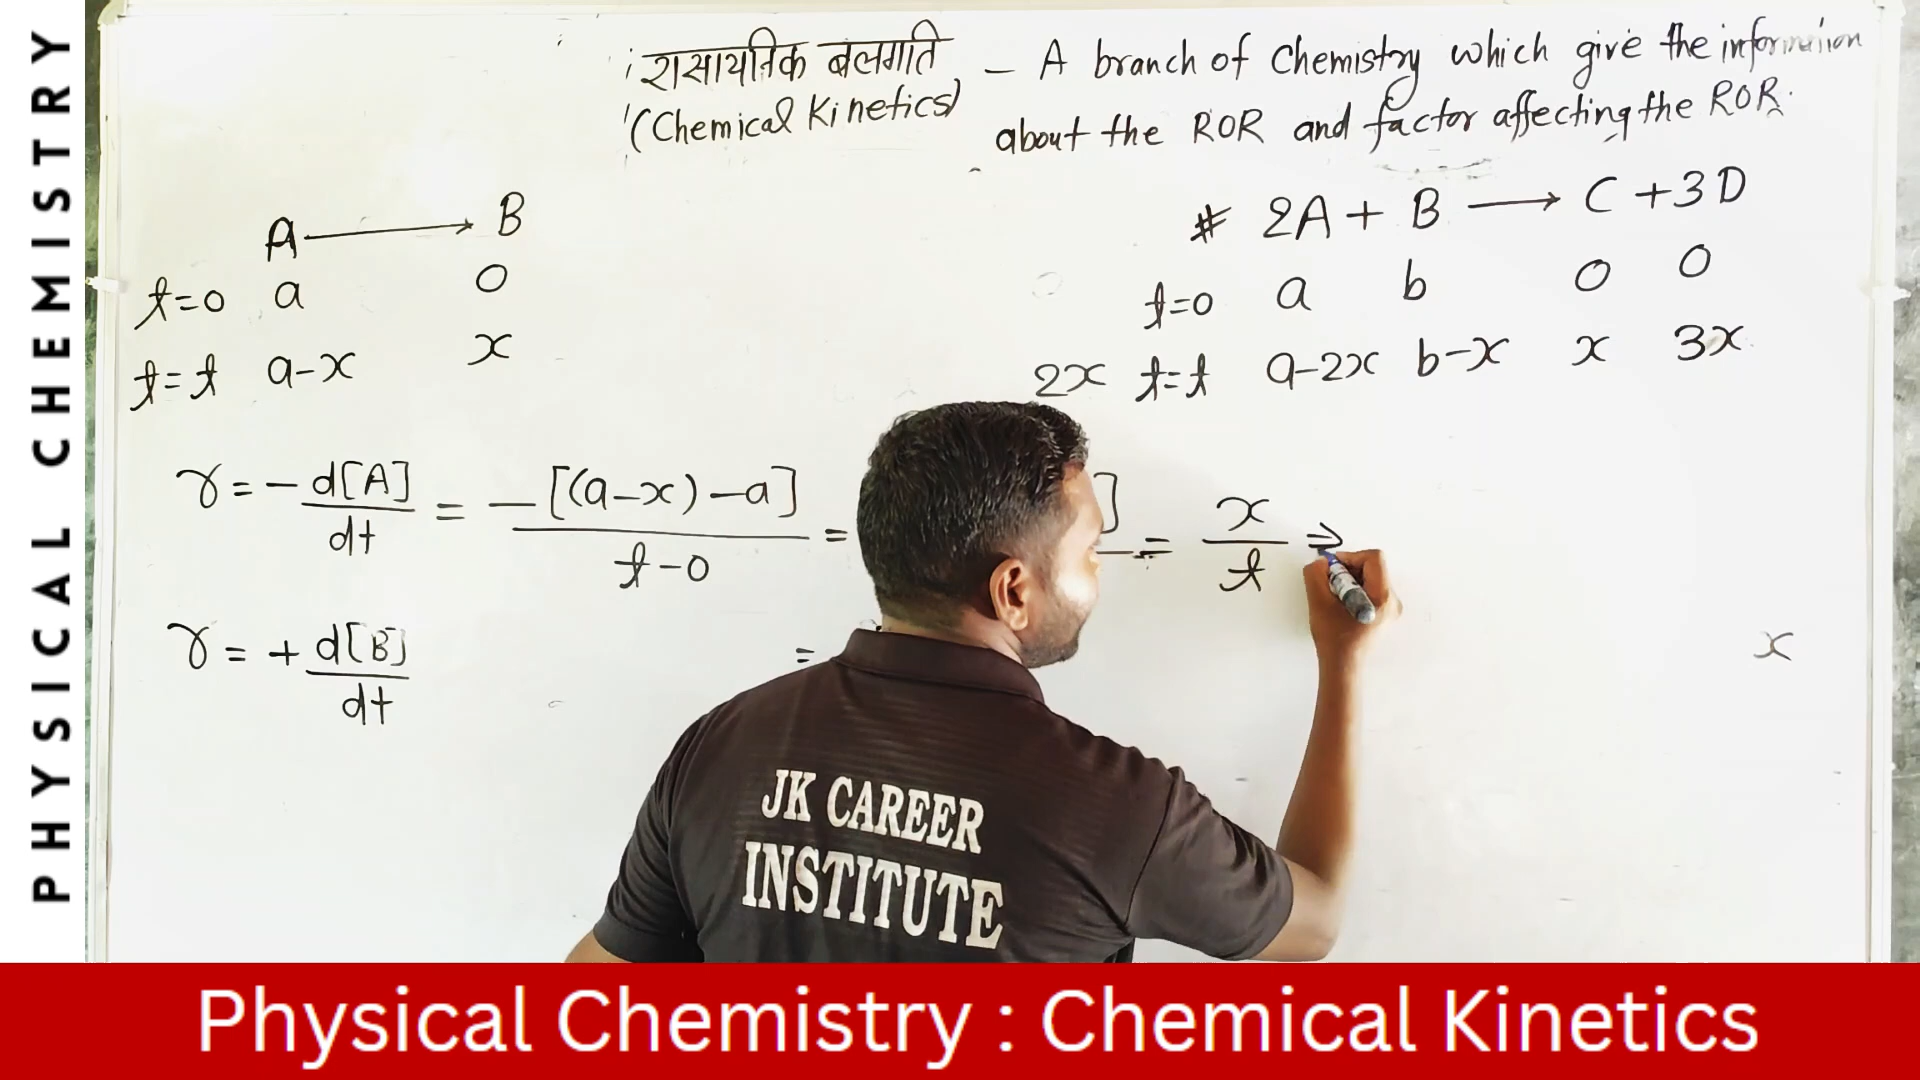 PHYSICAL CHEMISTRY
रासायनिक बलगति – A branch of Chemistry which give the information
(Chemical Kinetics) about the ROR and factor affecting the ROR.
A ⟶ B
t=0 a 0
t=t a-x x
# 2A + B ⟶ C + 3D
t=0 a b 0 0
2x t=t a-2x b-x x 3x
r = - d[A]/dt = -[(a-x)-a]/t-0 = ] = x/t ⇒
r = + d[B]/dt =
x
JK CAREER
INSTITUTE
Physical Chemistry : Chemical Kinetics